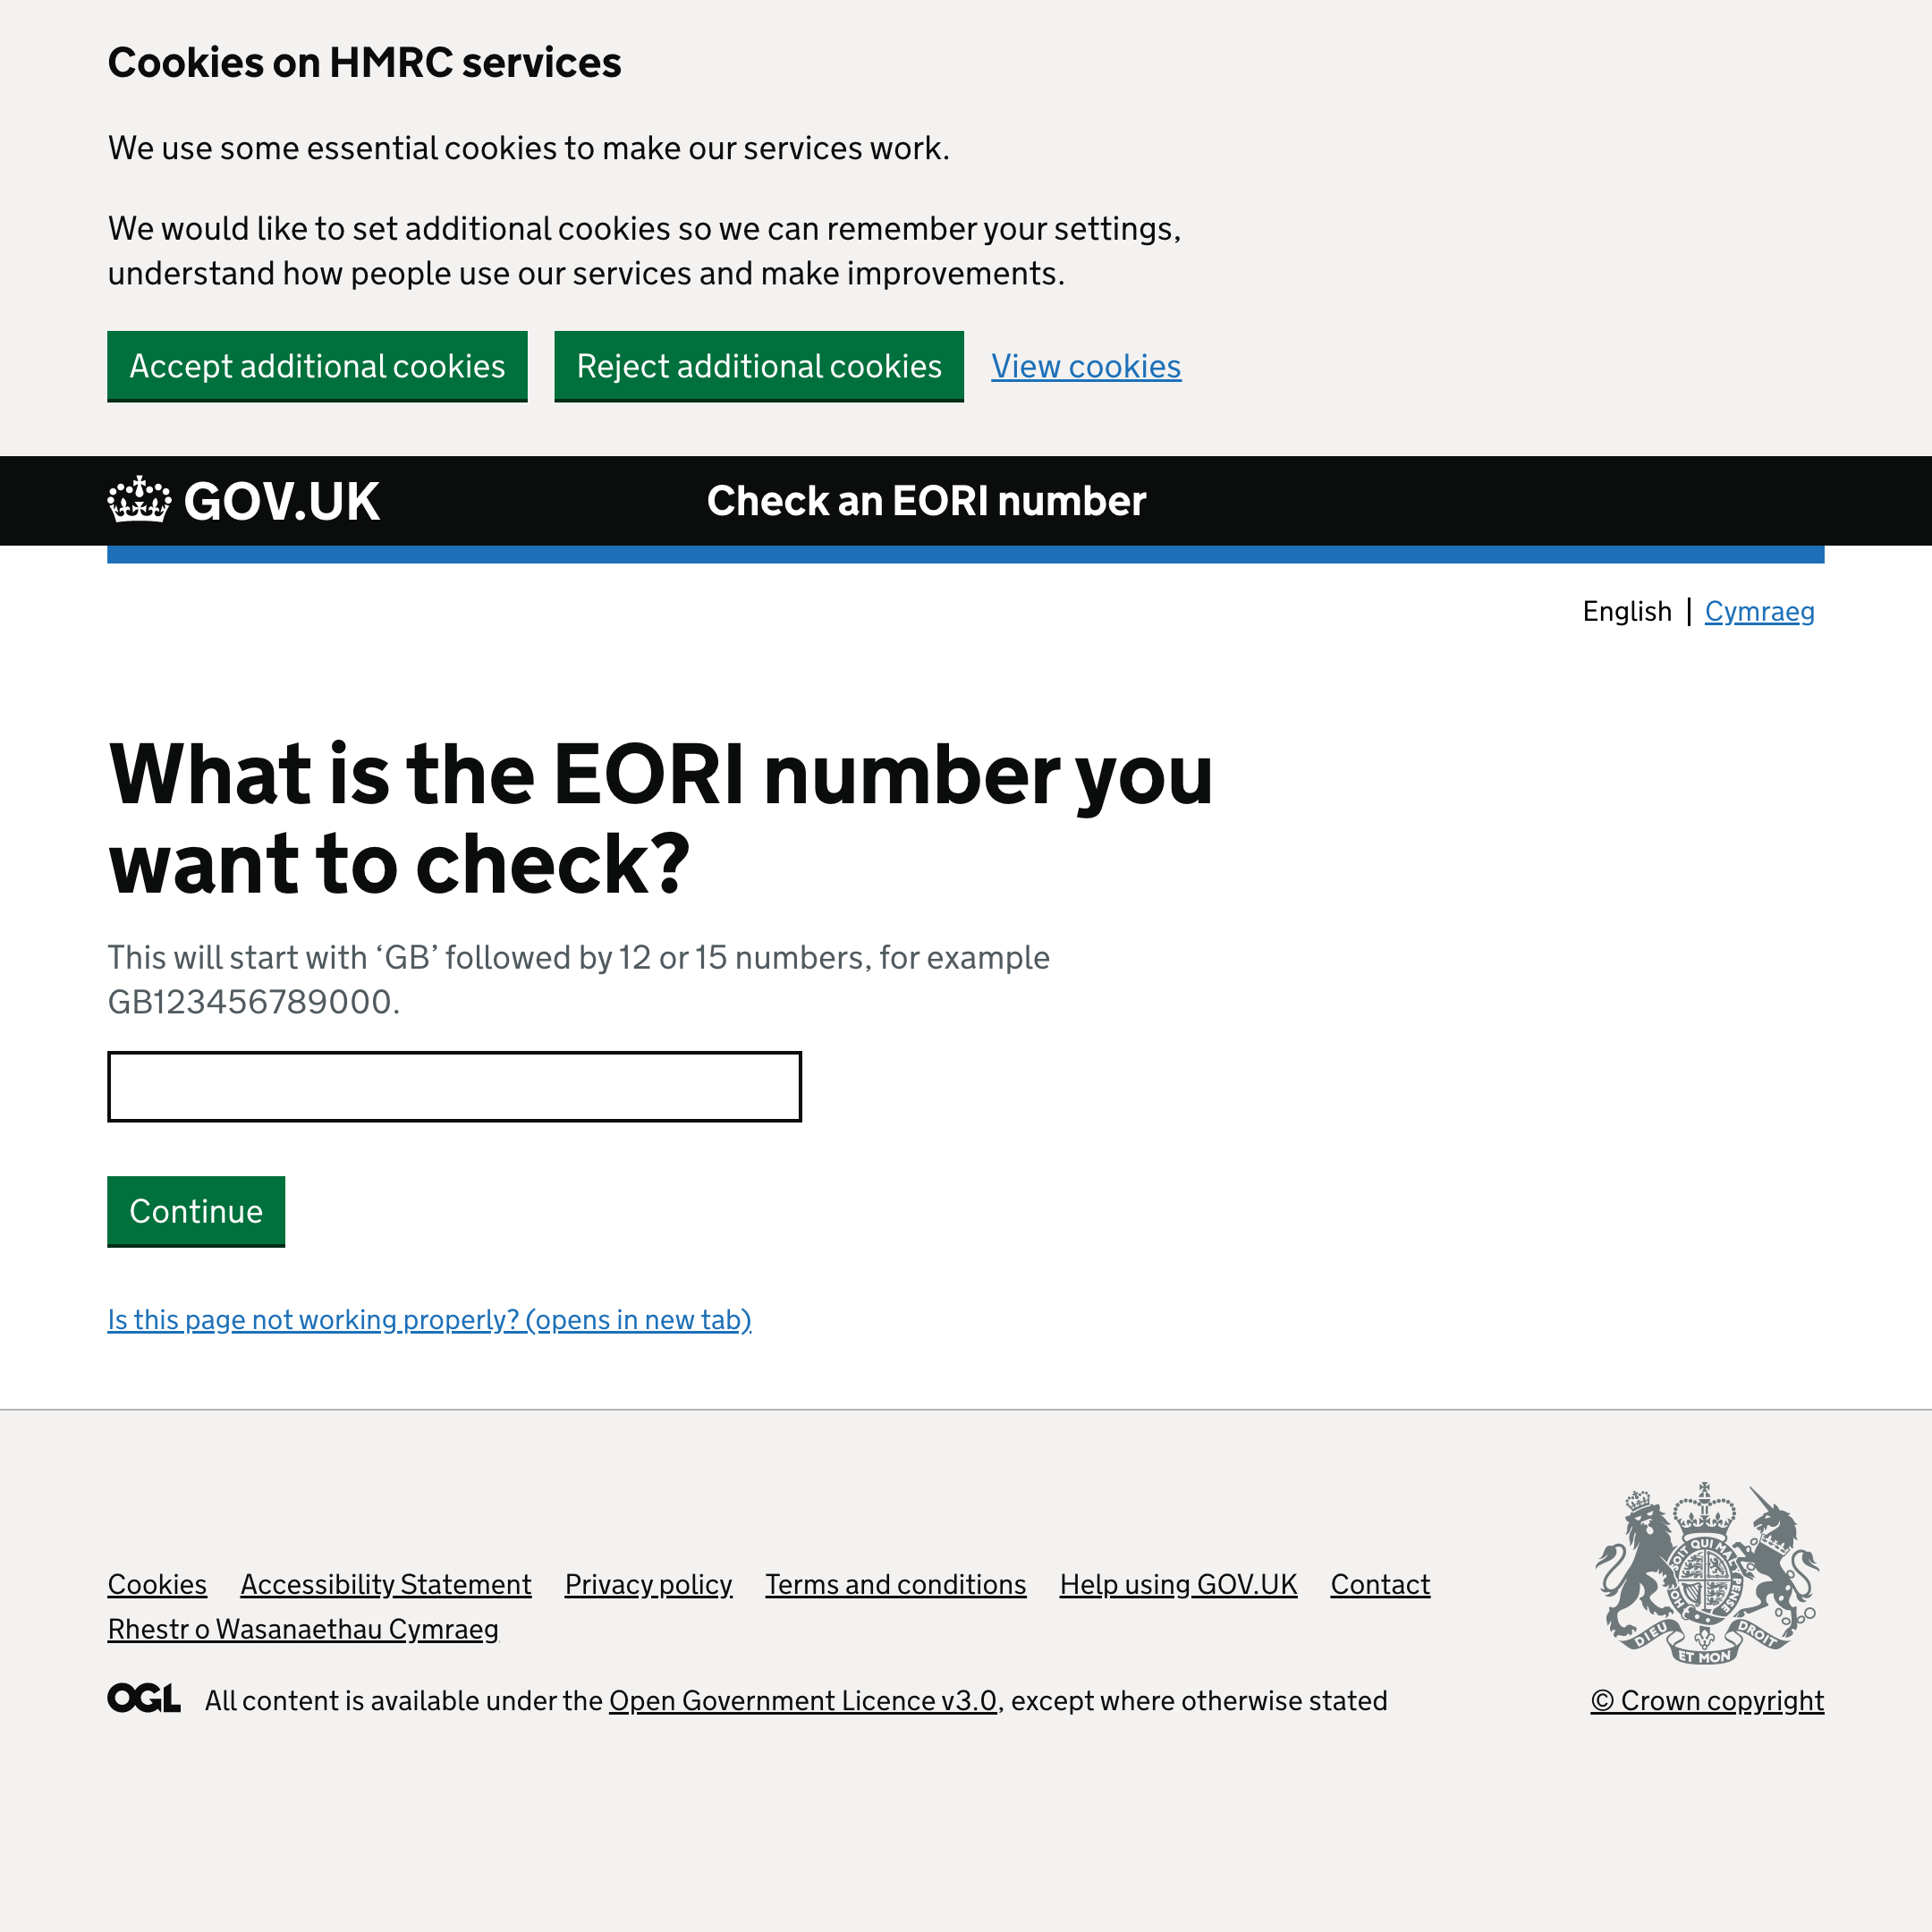 Cookies on HMRC services
We use some essential cookies to make our services work.
We would like to set additional cookies so we can remember your settings,
understand how people use our services and make improvements.
Accept additional cookies Reject additional cookies View cookies
GOV.UK Check an EORI number
English | Cymraeg
What is the EORI number you
want to check?
This will start with ‘GB’ followed by 12 or 15 numbers, for example
GB123456789000.
Continue
Is this page not working properly? (opens in new tab)
Cookies Accessibility Statement Privacy policy Terms and conditions Help using GOV.UK Contact
Rhestr o Wasanaethau Cymraeg
SOIT QUI MAL PENSE HO
DIEU ET MON DROIT
OGL All content is available under the Open Government Licence v3.0, except where otherwise stated
© Crown copyright